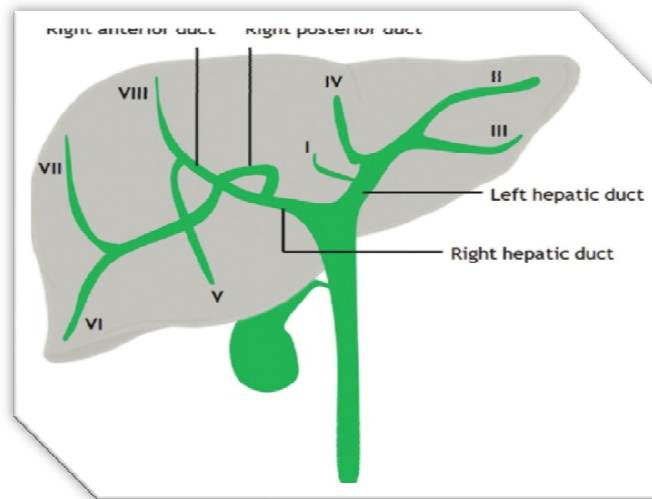 Right anterior duct Right posterior duct
VIII
IV
II
VII
I
III
Left hepatic duct
Right hepatic duct
V
VI